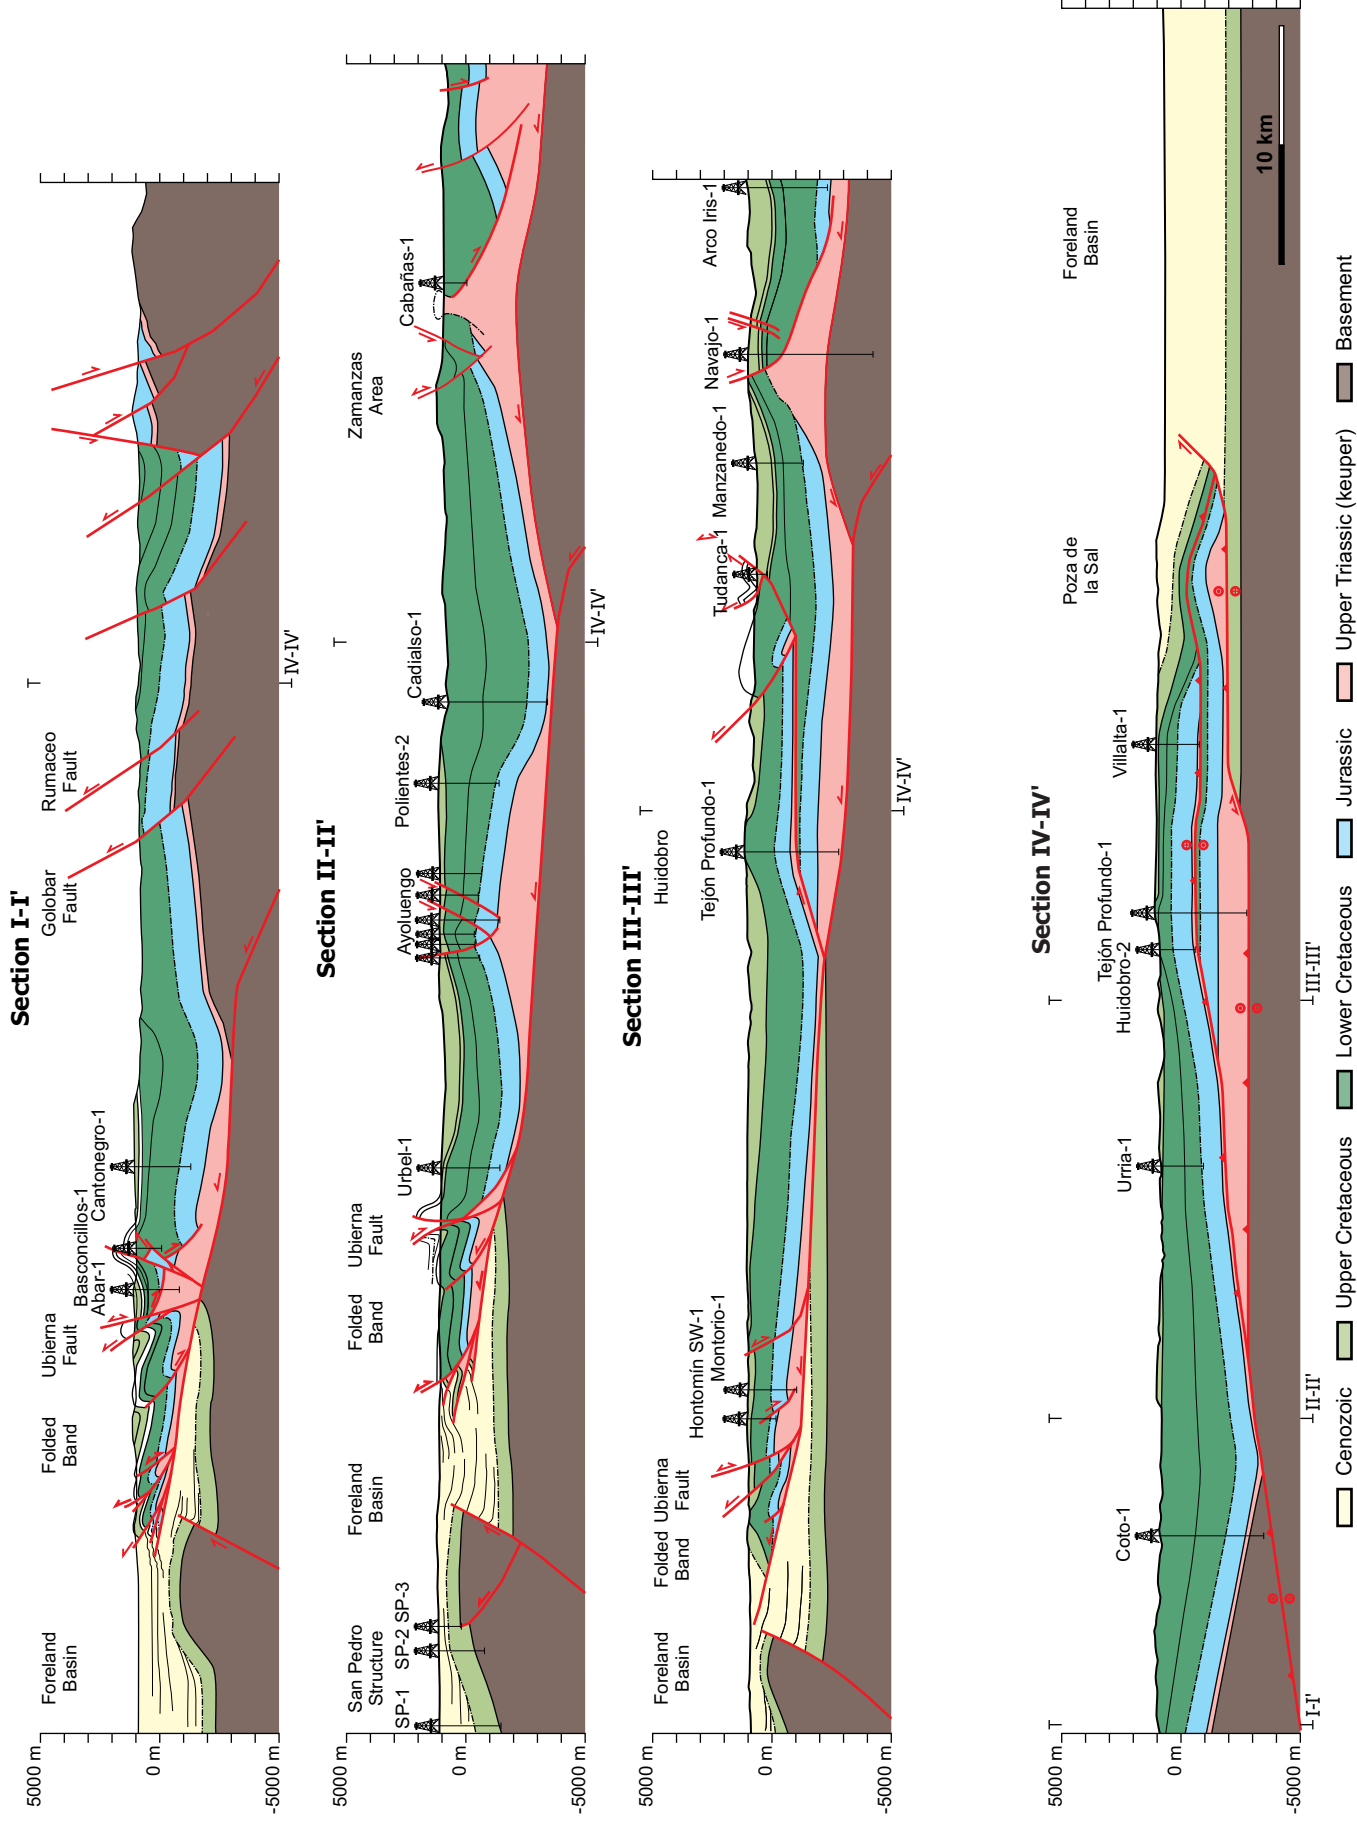 Section I-I'
Foreland
Basin
Folded
Band
Ubierna
Fault
Abar-1
Basconcillos-1
Cantonegro-1
Golobar
Fault
Rumaceo
Fault
T
5000 m
0 m
-5000 m
IV-IV'
Section II-II'
San Pedro
Structure
SP-1
SP-2
SP-3
Foreland
Basin
Folded
Band
Ubierna
Fault
Urbel-1
Ayoluengo
Polientes-2
Cadialso-1
T
Zamanzas
Area
Cabañas-1
5000 m
0 m
-5000 m
IV-IV'
Section III-III'
Foreland
Basin
Folded
Band
Ubierna
Fault
Hontomín SW-1
Montorio-1
Huidobro
Tejón Profundo-1
T
Tudanca-1
Manzanedo-1
Navajo-1
Arco Iris-1
5000 m
0 m
-5000 m
IV-IV'
Section IV-IV'
Coto-1
T
T
Urria-1
T
Huidobro-2
Tejón Profundo-1
Villalta-1
Poza de
la Sal
Foreland
Basin
5000 m
0 m
-5000 m
10 km
I-I'
II-II'
III-III'
Cenozoic
Upper Cretaceous
Lower Cretaceous
Jurassic
Upper Triassic (keuper)
Basement